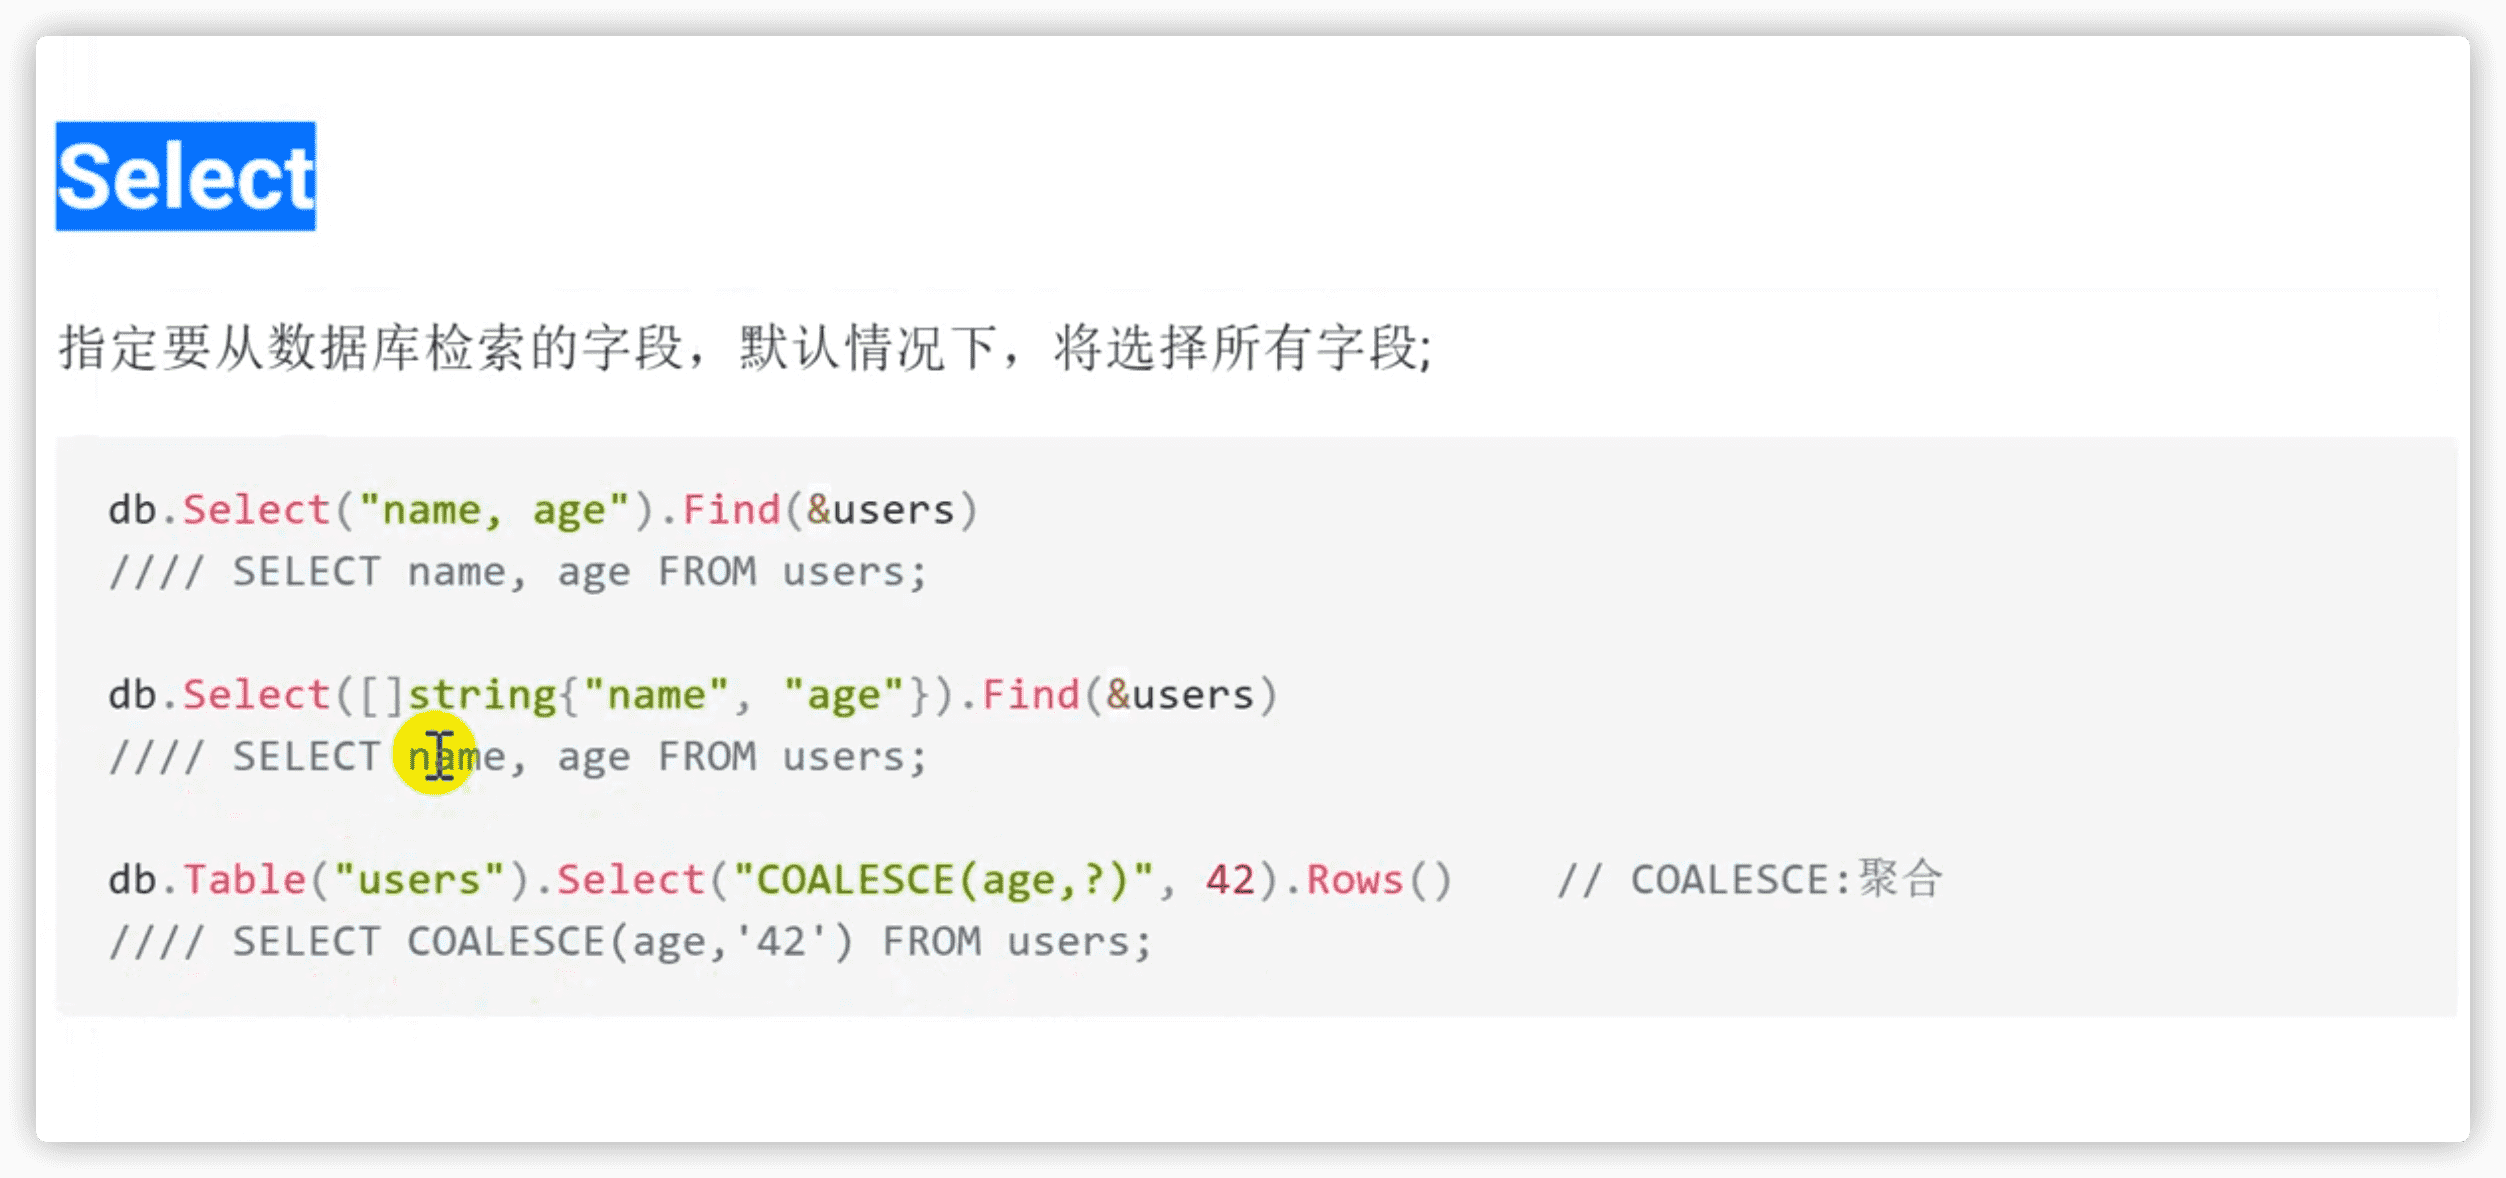 Select
指定要从数据库检索的字段，默认情况下，将选择所有字段;
db.Select("name, age").Find(&users)
//// SELECT name, age FROM users;
db.Select([]string{"name", "age"}).Find(&users)
//// SELECT name, age FROM users;
db.Table("users").Select("COALESCE(age,?)", 42).Rows()    // COALESCE:聚合
//// SELECT COALESCE(age,'42') FROM users;